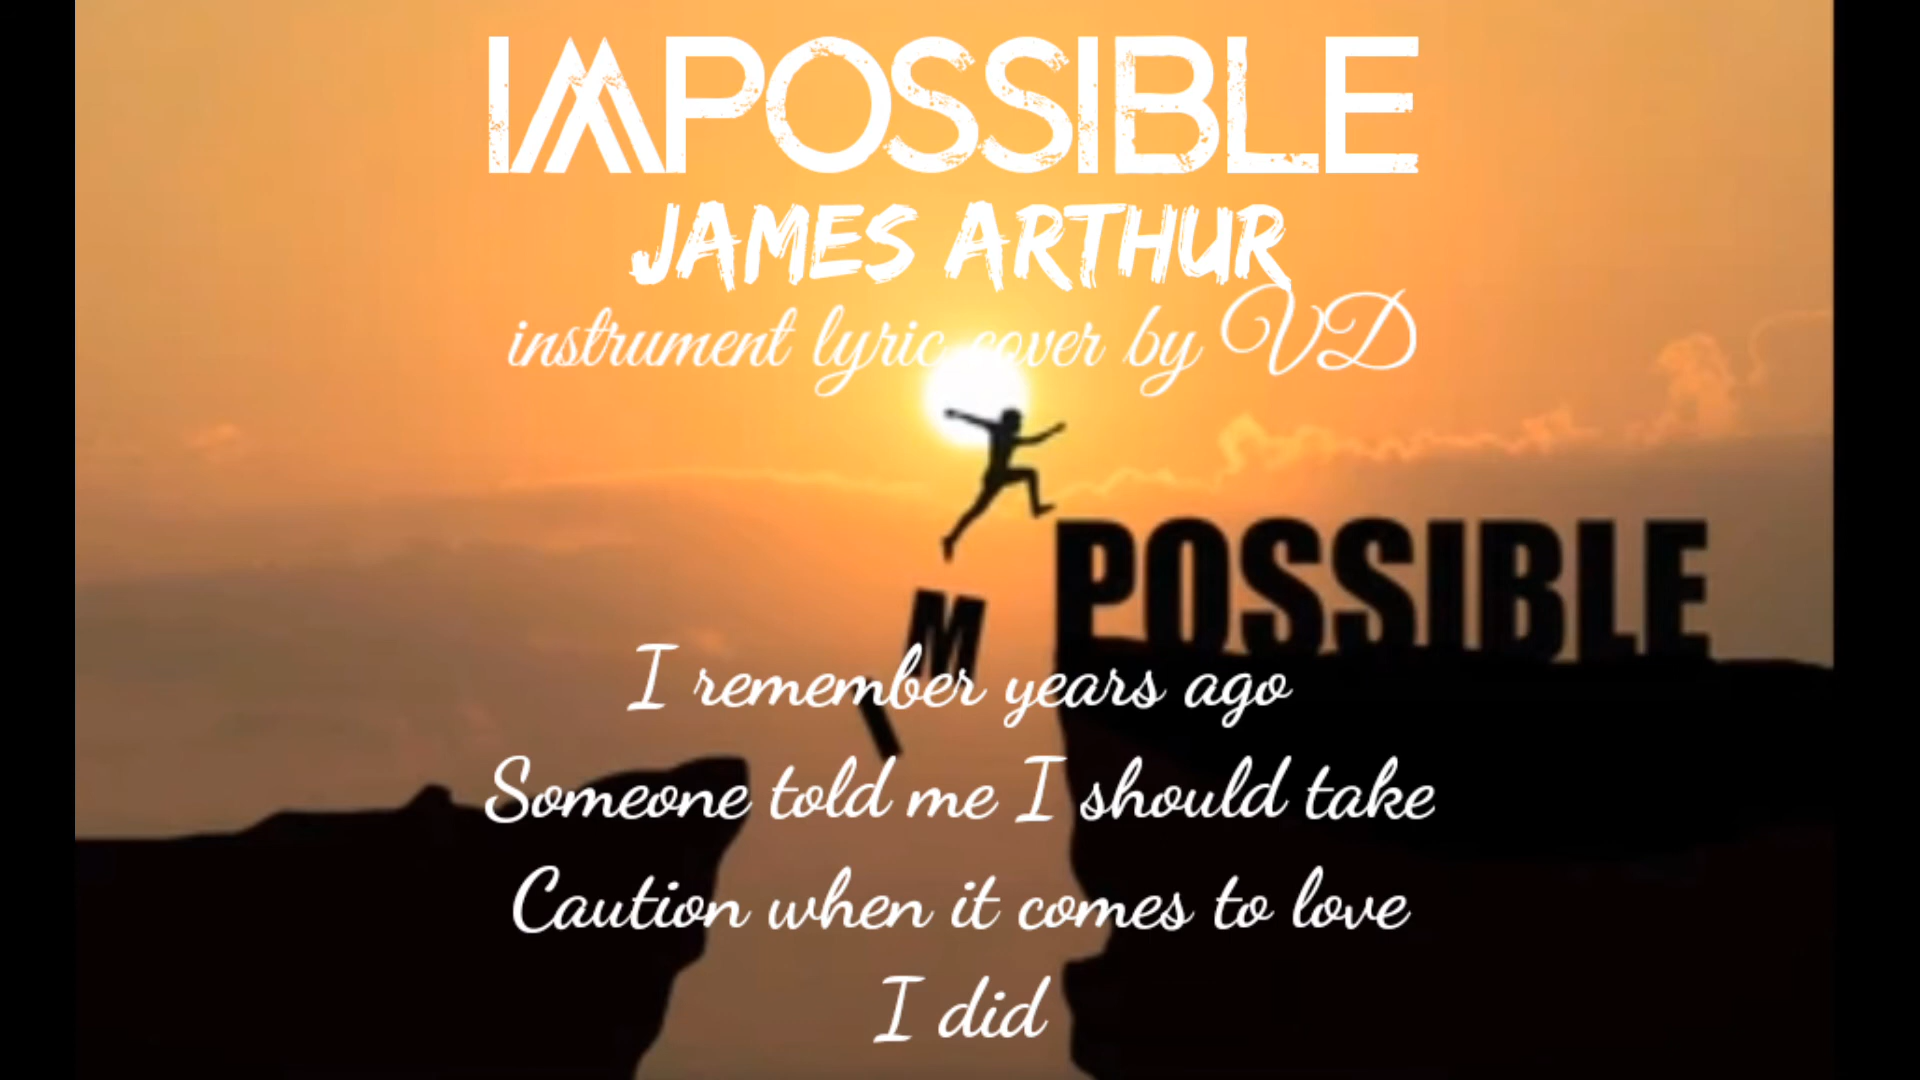 IMPOSSIBLE
JAMES ARTHUR
instrument lyric cover by VD
POSSIBLE
M
I
I remember years ago
Someone told me I should take
Caution when it comes to love
I did